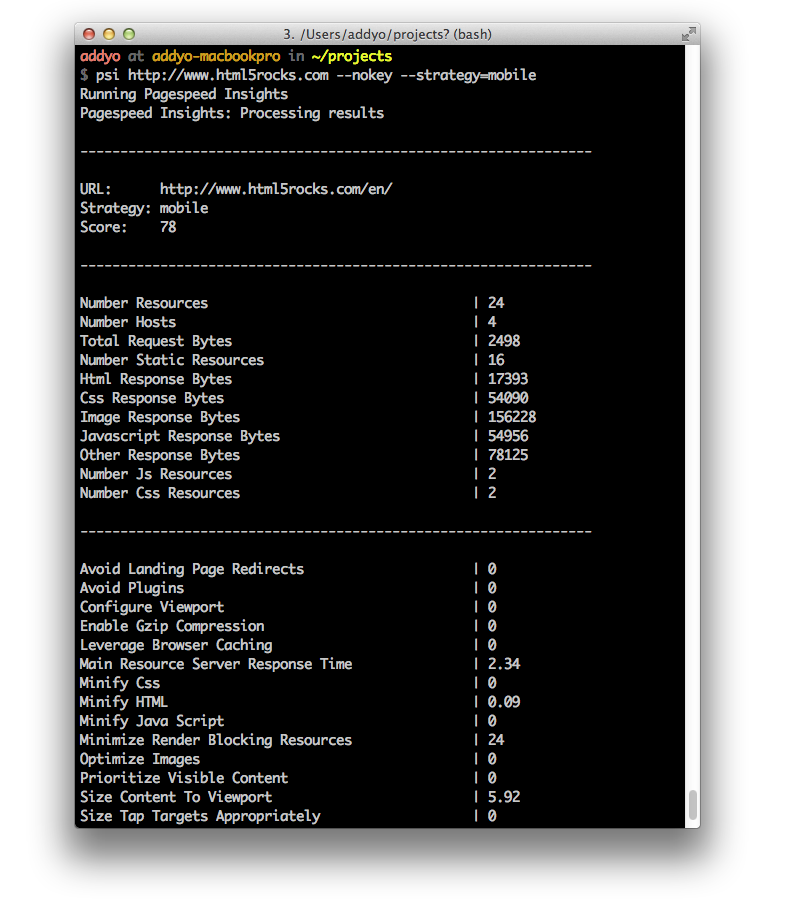 3. /Users/addyo/projects? (bash)
addyo at addyo-macbookpro in ~/projects
$ psi http://www.html5rocks.com --nokey --strategy=mobile
Running Pagespeed Insights
Pagespeed Insights: Processing results
----------------------------------------------------------------
URL: http://www.html5rocks.com/en/
Strategy: mobile
Score: 78
----------------------------------------------------------------
Number Resources | 24
Number Hosts | 4
Total Request Bytes | 2498
Number Static Resources | 16
Html Response Bytes | 17393
Css Response Bytes | 54090
Image Response Bytes | 156228
Javascript Response Bytes | 54956
Other Response Bytes | 78125
Number Js Resources | 2
Number Css Resources | 2
----------------------------------------------------------------
Avoid Landing Page Redirects | 0
Avoid Plugins | 0
Configure Viewport | 0
Enable Gzip Compression | 0
Leverage Browser Caching | 0
Main Resource Server Response Time | 2.34
Minify Css | 0
Minify HTML | 0.09
Minify Java Script | 0
Minimize Render Blocking Resources | 24
Optimize Images | 0
Prioritize Visible Content | 0
Size Content To Viewport | 5.92
Size Tap Targets Appropriately | 0